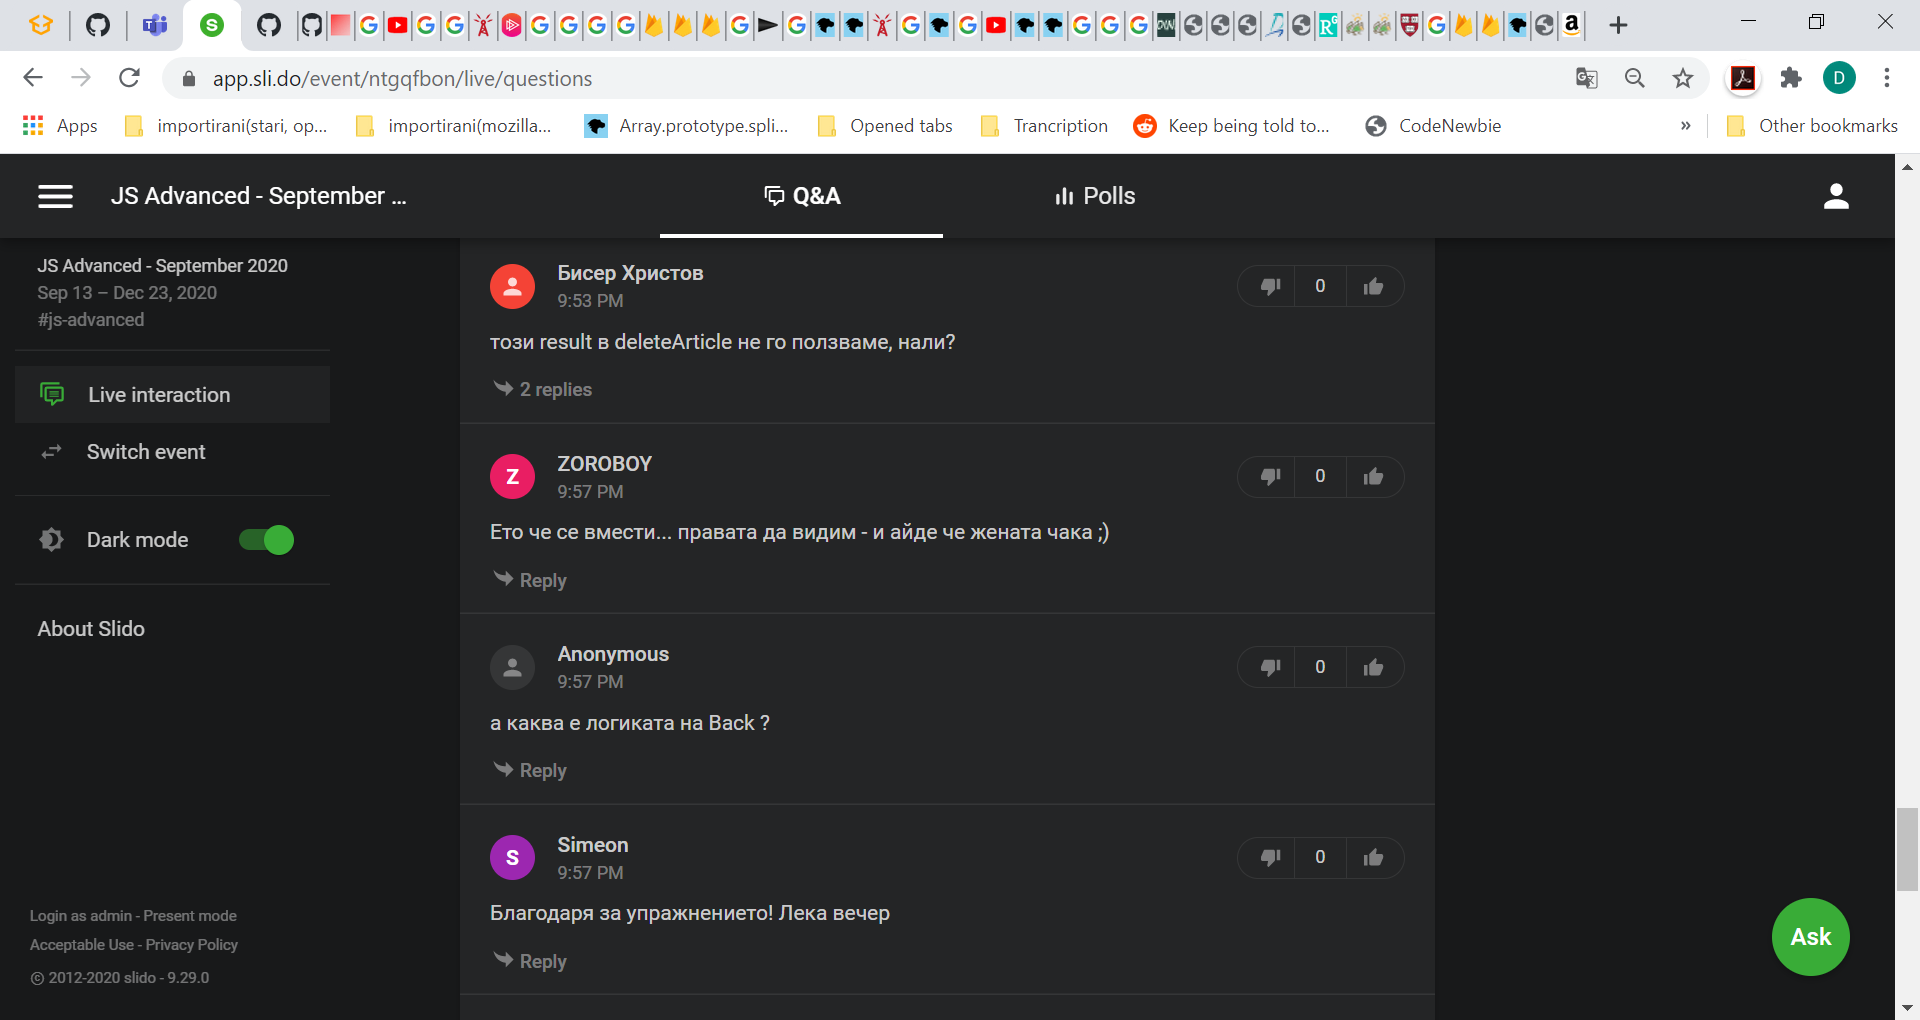 app.sli.do/event/ntgqfbon/live/questions
D
Apps
importirani(stari, op...
importirani(mozilla...
Array.prototype.spli...
Opened tabs
Trancription
Keep being told to...
CodeNewbie
»
Other bookmarks
JS Advanced - September ...
Q&A
Polls
JS Advanced - September 2020
Sep 13 – Dec 23, 2020
#js-advanced
Live interaction
Switch event
Dark mode
About Slido
Login as admin - Present mode
Acceptable Use - Privacy Policy
© 2012-2020 slido - 9.29.0
Бисер Христов
9:53 PM
0
този result в deleteArticle не го ползваме, нали?
2 replies
Z
ZOROBOY
9:57 PM
0
Ето че се вмести... правата да видим - и айде че жената чака ;)
Reply
Anonymous
9:57 PM
0
а каква е логиката на Back ?
Reply
S
Simeon
9:57 PM
0
Благодаря за упражнението! Лека вечер
Reply
Ask